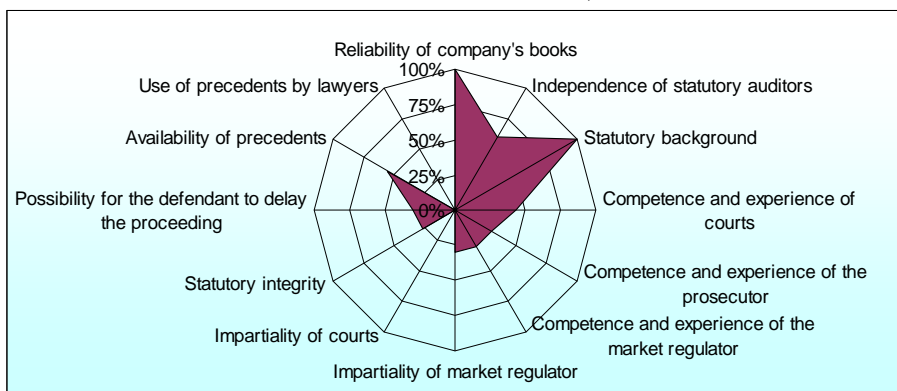 Reliability of company's books
100%
Use of precedents by lawyers
Independence of statutory auditors
75%
Availability of precedents
Statutory background
50%
25%
Possibility for the defendant to delay
the proceeding
0%
Competence and experience of
courts
Statutory integrity
Competence and experience of the
prosecutor
Impartiality of courts
Competence and experience of the
market regulator
Impartiality of market regulator